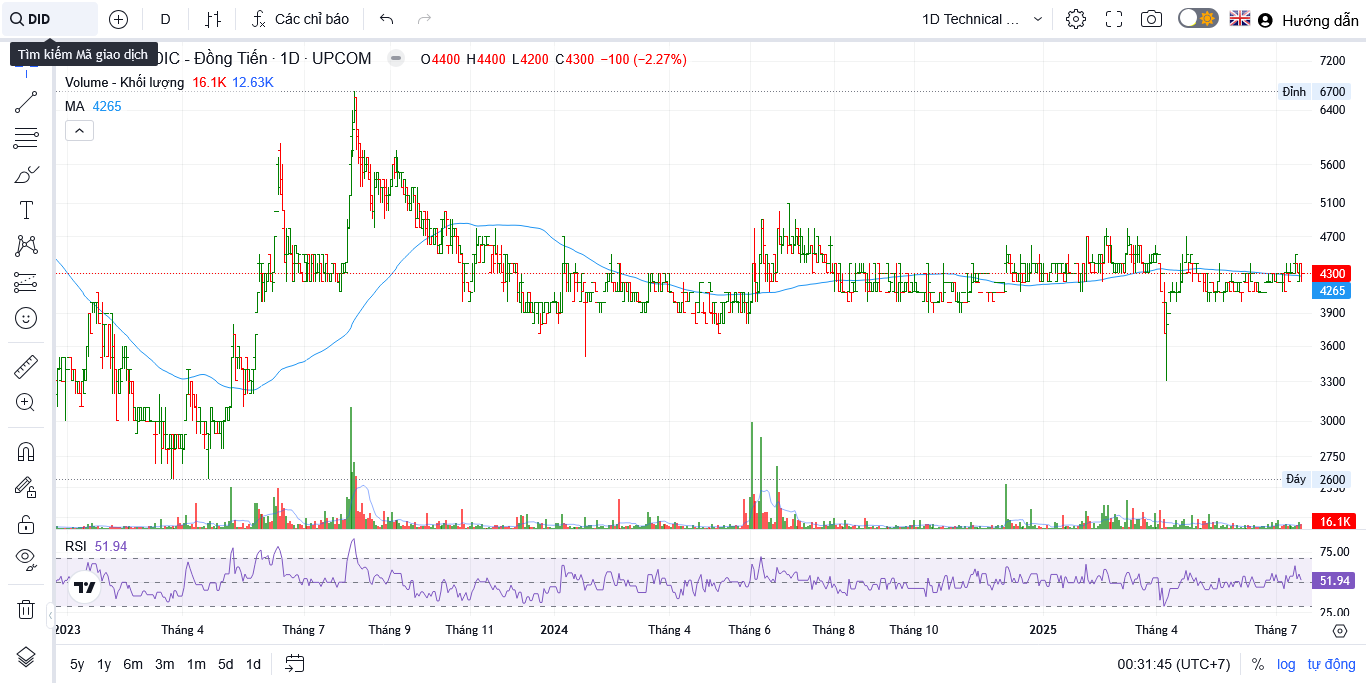 DID
D
Các chỉ báo
1D Technical ...
Hướng dẫn
Tìm kiếm Mã giao dịch
DIC - Đồng Tiến · 1D · UPCOM
O4400 H4400 L4200 C4300 −100 (−2.27%)
Volume - Khối lượng 16.1K 12.63K
MA 4265
7200
Đỉnh 6700
6400
5600
5100
4700
4300
4265
3900
3600
3300
3000
2750
Đáy 2600
16.1K
RSI 51.94
75.00
51.94
25.00
2023 Tháng 4 Tháng 7 Tháng 9 Tháng 11 2024 Tháng 4 Tháng 6 Tháng 8 Tháng 10 2025 Tháng 4 Tháng 7
5y 1y 6m 3m 1m 5d 1d
00:31:45 (UTC+7) % log tự động